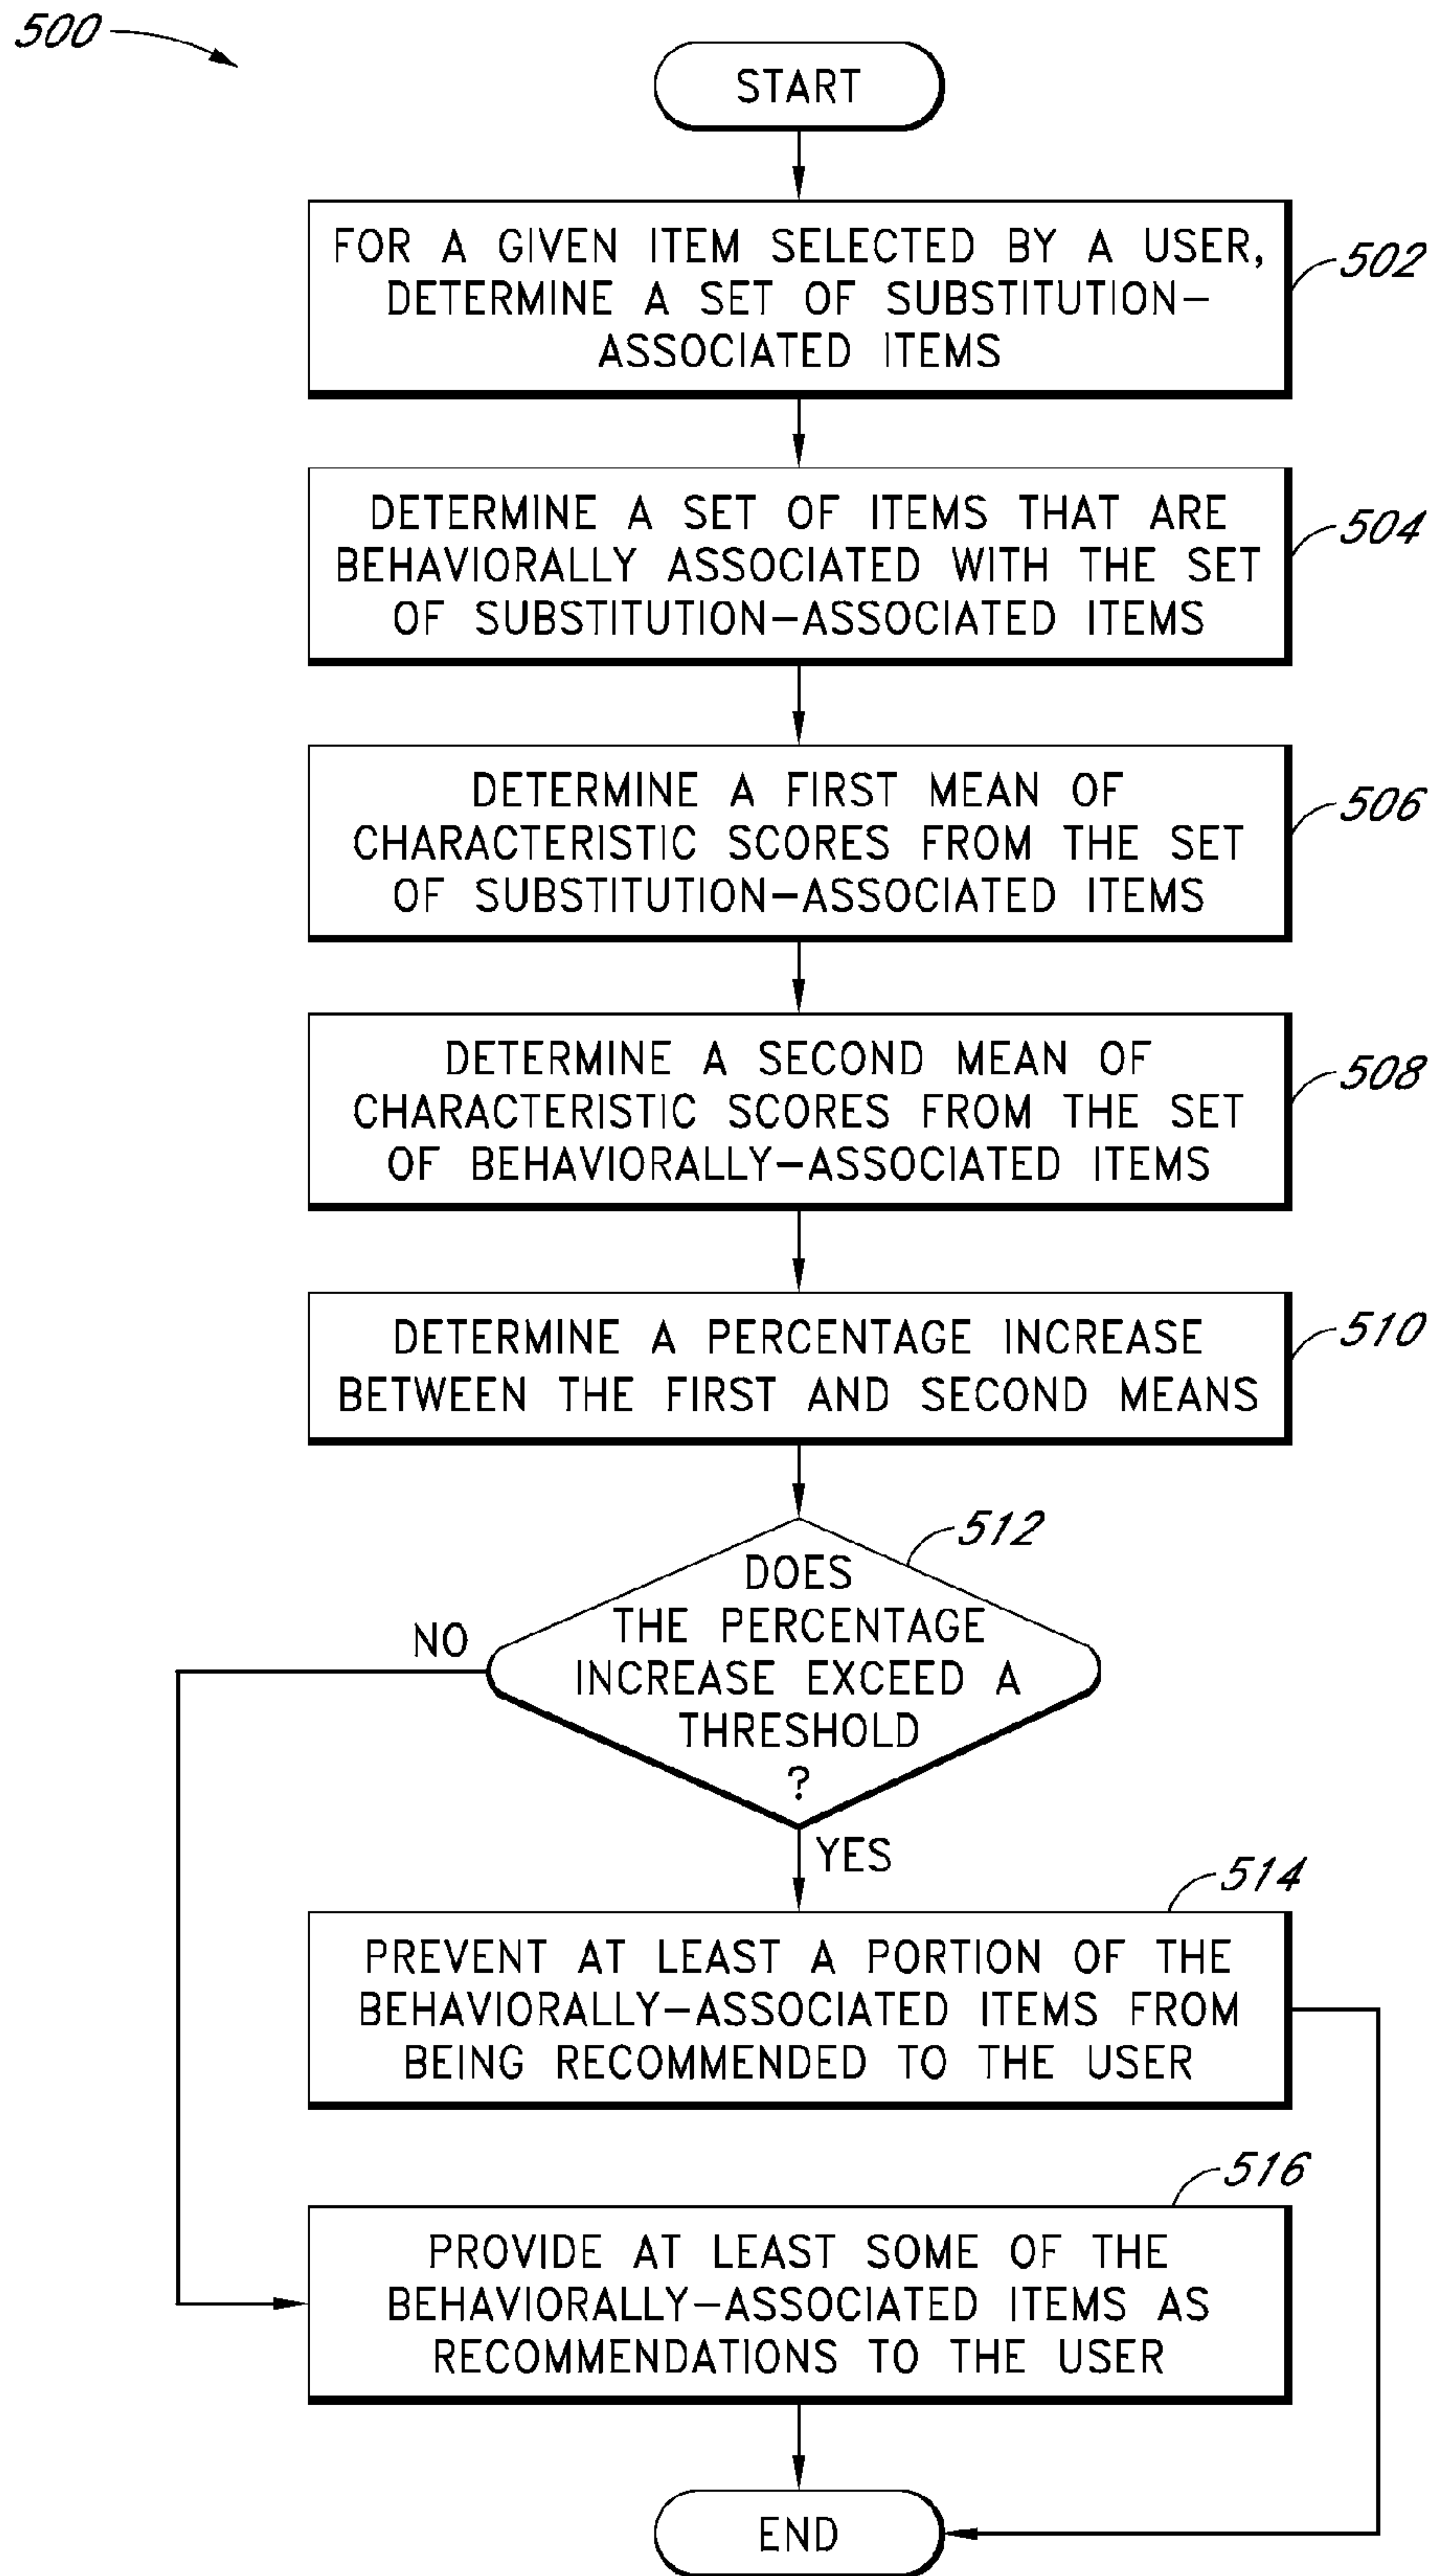 500
START
FOR A GIVEN ITEM SELECTED BY A USER,
DETERMINE A SET OF SUBSTITUTION-
ASSOCIATED ITEMS
502
DETERMINE A SET OF ITEMS THAT ARE
BEHAVIORALLY ASSOCIATED WITH THE SET
OF SUBSTITUTION-ASSOCIATED ITEMS
504
DETERMINE A FIRST MEAN OF
CHARACTERISTIC SCORES FROM THE SET
OF SUBSTITUTION-ASSOCIATED ITEMS
506
DETERMINE A SECOND MEAN OF
CHARACTERISTIC SCORES FROM THE SET
OF BEHAVIORALLY-ASSOCIATED ITEMS
508
DETERMINE A PERCENTAGE INCREASE
BETWEEN THE FIRST AND SECOND MEANS
510
512
DOES
THE PERCENTAGE
INCREASE EXCEED A
THRESHOLD
?
NO
YES
514
PREVENT AT LEAST A PORTION OF THE
BEHAVIORALLY-ASSOCIATED ITEMS FROM
BEING RECOMMENDED TO THE USER
516
PROVIDE AT LEAST SOME OF THE
BEHAVIORALLY-ASSOCIATED ITEMS AS
RECOMMENDATIONS TO THE USER
END